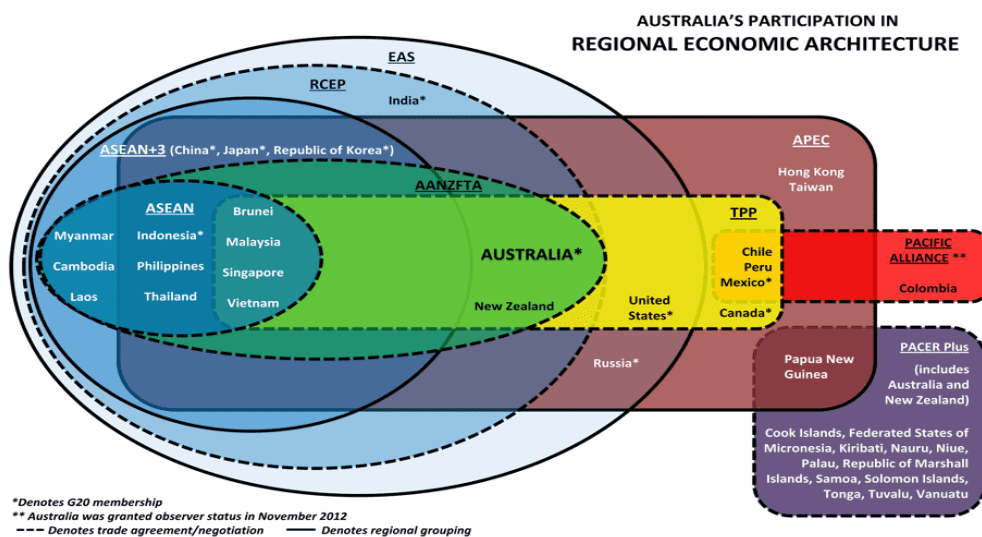 AUSTRALIA'S PARTICIPATION IN
REGIONAL ECONOMIC ARCHITECTURE
EAS
RCEP
India*
ASEAN+3 (China*, Japan*, Republic of Korea*)
APEC
Hong Kong
Taiwan
AANZFTA
ASEAN
Myanmar
Cambodia
Laos
Indonesia*
Philippines
Thailand
Brunei
Malaysia
Singapore
Vietnam
AUSTRALIA*
New Zealand
TPP
United
States*
Chile
Peru
Mexico*
Canada*
PACIFIC
ALLIANCE **
Colombia
Russia*
Papua New
Guinea
PACER Plus
(includes
Australia and
New Zealand)
Cook Islands, Federated States of
Micronesia, Kiribati, Nauru, Niue,
Palau, Republic of Marshall
Islands, Samoa, Solomon Islands,
Tonga, Tuvalu, Vanuatu
*Denotes G20 membership
** Australia was granted observer status in November 2012
Denotes trade agreement/negotiation
Denotes regional grouping